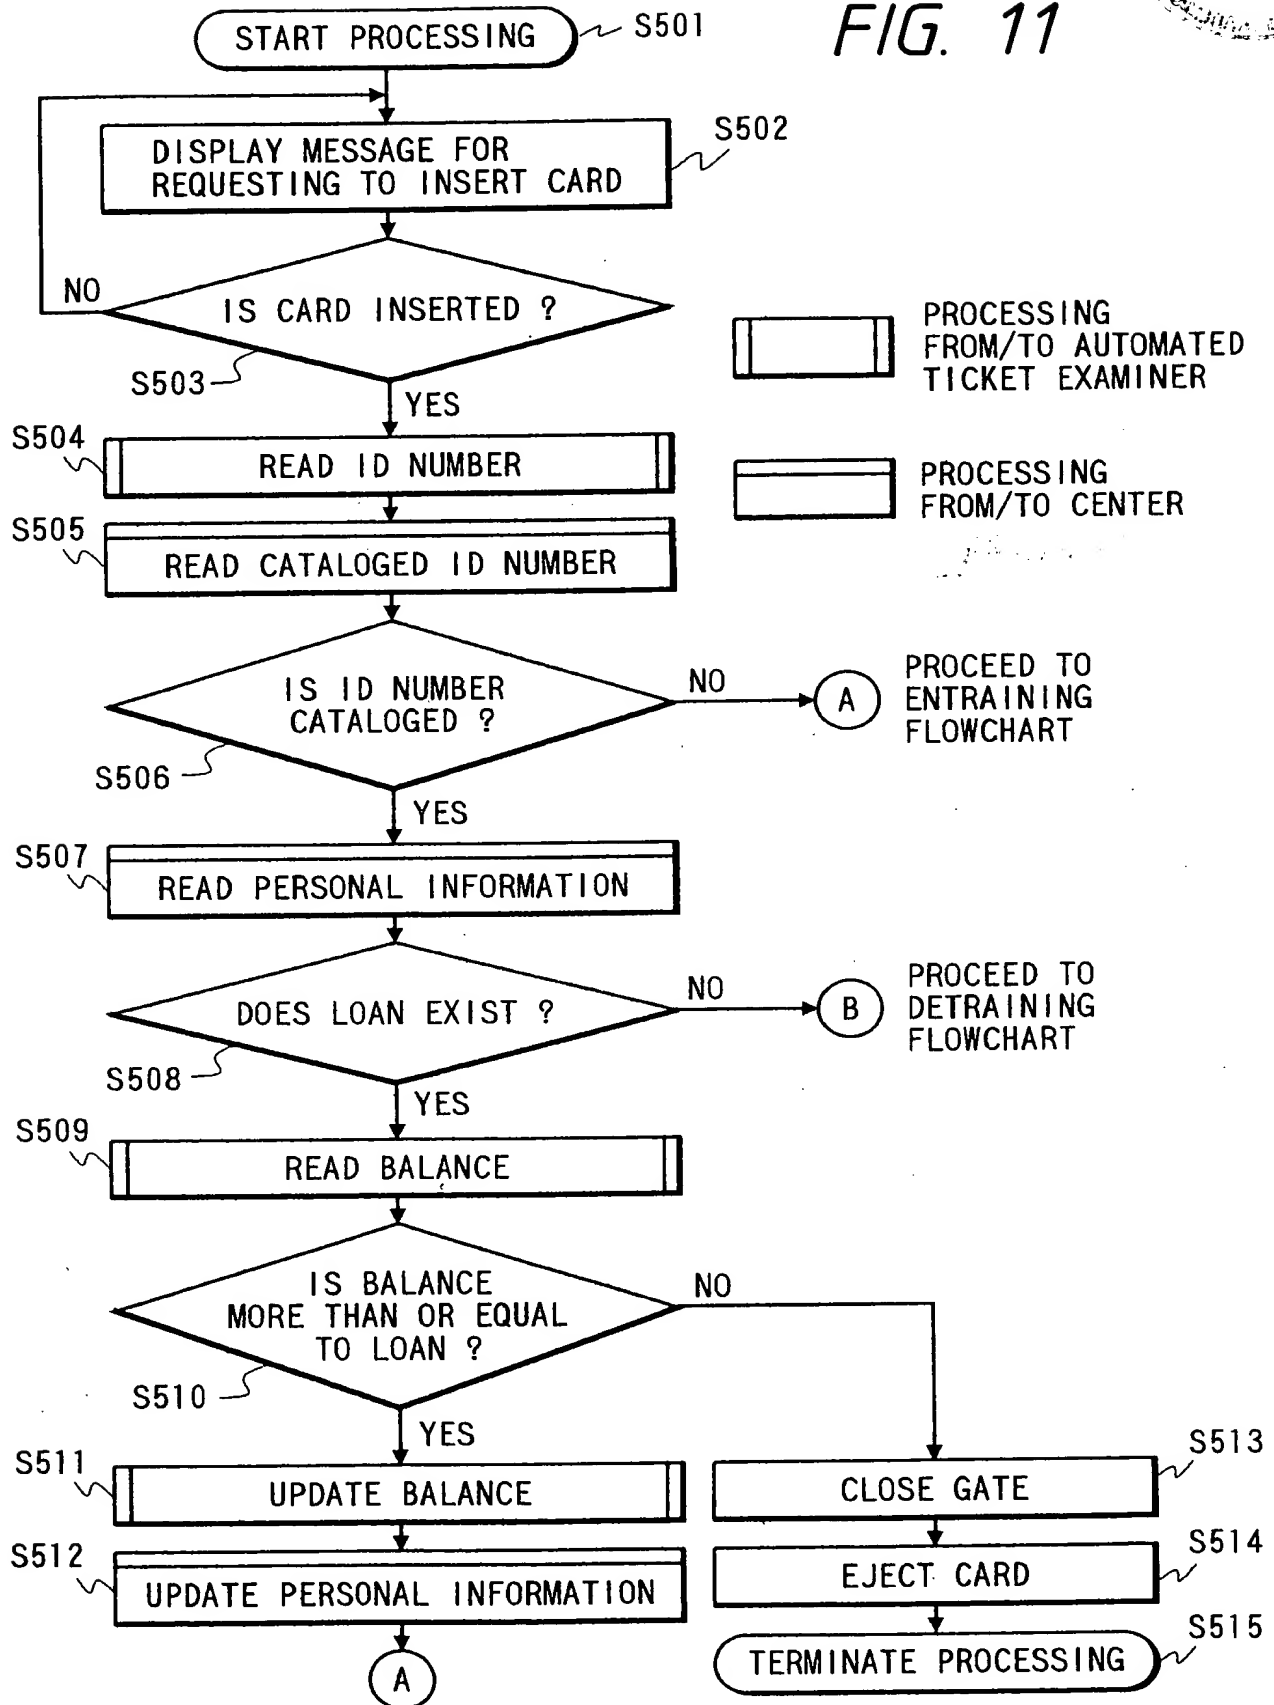 FIG. 11
START PROCESSING
S501
DISPLAY MESSAGE FOR
REQUESTING TO INSERT CARD
S502
IS CARD INSERTED ?
NO
S503
YES
PROCESSING
FROM/TO AUTOMATED
TICKET EXAMINER
S504
READ ID NUMBER
PROCESSING
FROM/TO CENTER
S505
READ CATALOGED ID NUMBER
IS ID NUMBER
CATALOGED ?
NO
A
PROCEED TO
ENTRAINING
FLOWCHART
S506
YES
S507
READ PERSONAL INFORMATION
DOES LOAN EXIST ?
NO
B
PROCEED TO
DETRAINING
FLOWCHART
S508
YES
S509
READ BALANCE
IS BALANCE
MORE THAN OR EQUAL
TO LOAN ?
NO
S510
YES
S511
UPDATE BALANCE
S513
CLOSE GATE
S512
UPDATE PERSONAL INFORMATION
S514
EJECT CARD
A
S515
TERMINATE PROCESSING